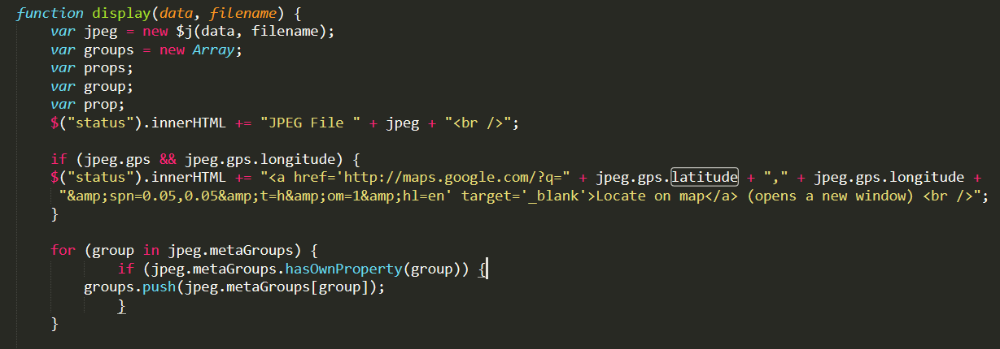 function display(data, filename) {
var jpeg = new $j(data, filename);
var groups = new Array;
var props;
var group;
var prop;
$("status").innerHTML += "JPEG File " + jpeg + "<br />";
if (jpeg.gps && jpeg.gps.longitude) {
$("status").innerHTML += "<a href='http://maps.google.com/?q=" + jpeg.gps.latitude + "," + jpeg.gps.longitude +
"&amp;spn=0.05,0.05&amp;t=h&amp;om=1&amp;hl=en' target='_blank'>Locate on map</a> (opens a new window) <br />";
}
for (group in jpeg.metaGroups) {
if (jpeg.metaGroups.hasOwnProperty(group)) {
groups.push(jpeg.metaGroups[group]);
}
}